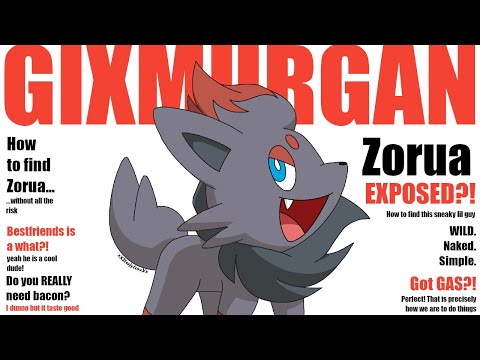 GIXMURGAN
How
to find
Zorua...
...without all the
risk
Bestfriends is
a what?!
yeah he is a cool
dude!
Do you REALLY
need bacon?
I dunno but it taste good
Zorua
EXPOSED?!
How to find this sneaky lil guy
WILD.
Naked.
Simple.
Got GAS?!
Perfect! That is precisely
how we are to do things